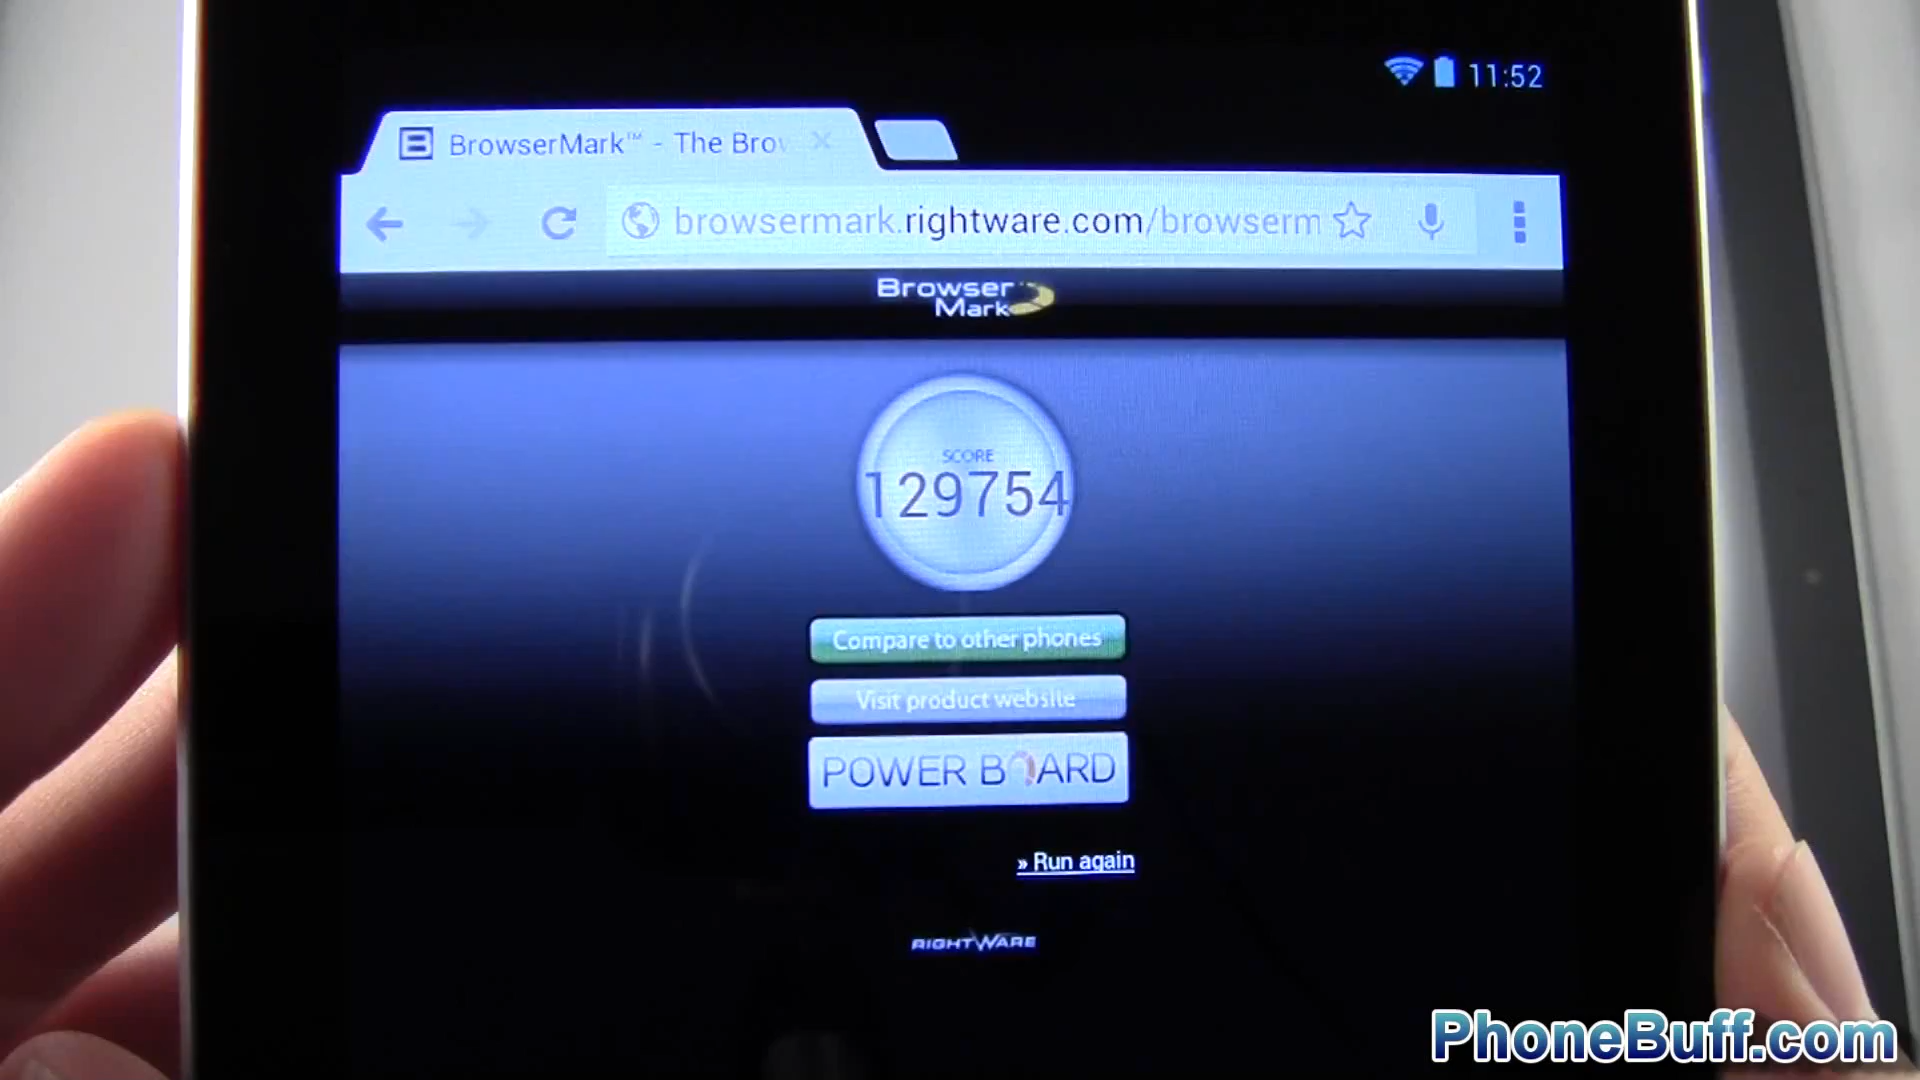 11:52
BrowserMark™ - The Brow
browsermark.rightware.com/browserm
Browser
Mark
SCORE
129754
Compare to other phones
Visit product website
POWER BOARD
» Run again
RIGHTWARE
PhoneBuff.com